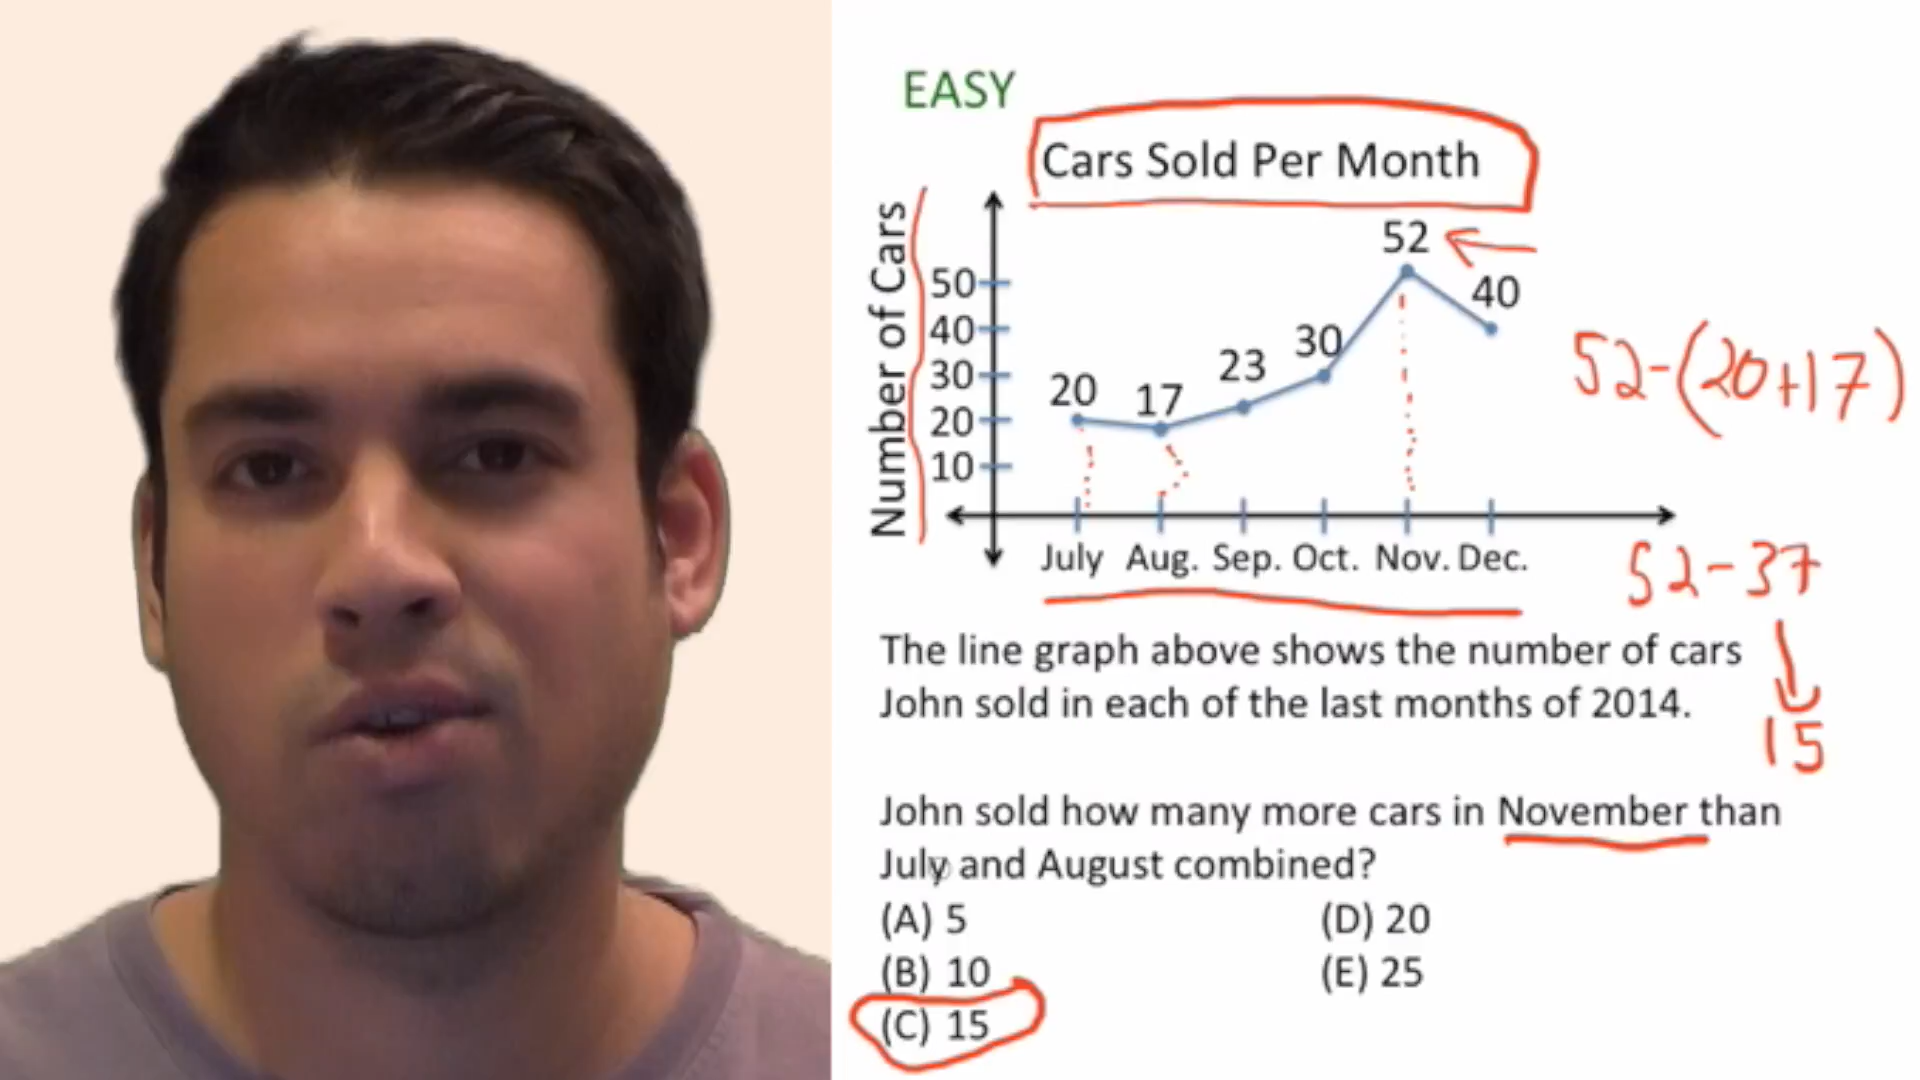 EASY
Cars Sold Per Month
Number of Cars
50
40
30
20
10
20
17
23
30
52
40
July Aug. Sep. Oct. Nov. Dec.
52-(20+17)
52-37
15
The line graph above shows the number of cars
John sold in each of the last months of 2014.
John sold how many more cars in November than
July and August combined?
(A) 5
(B) 10
(C) 15
(D) 20
(E) 25